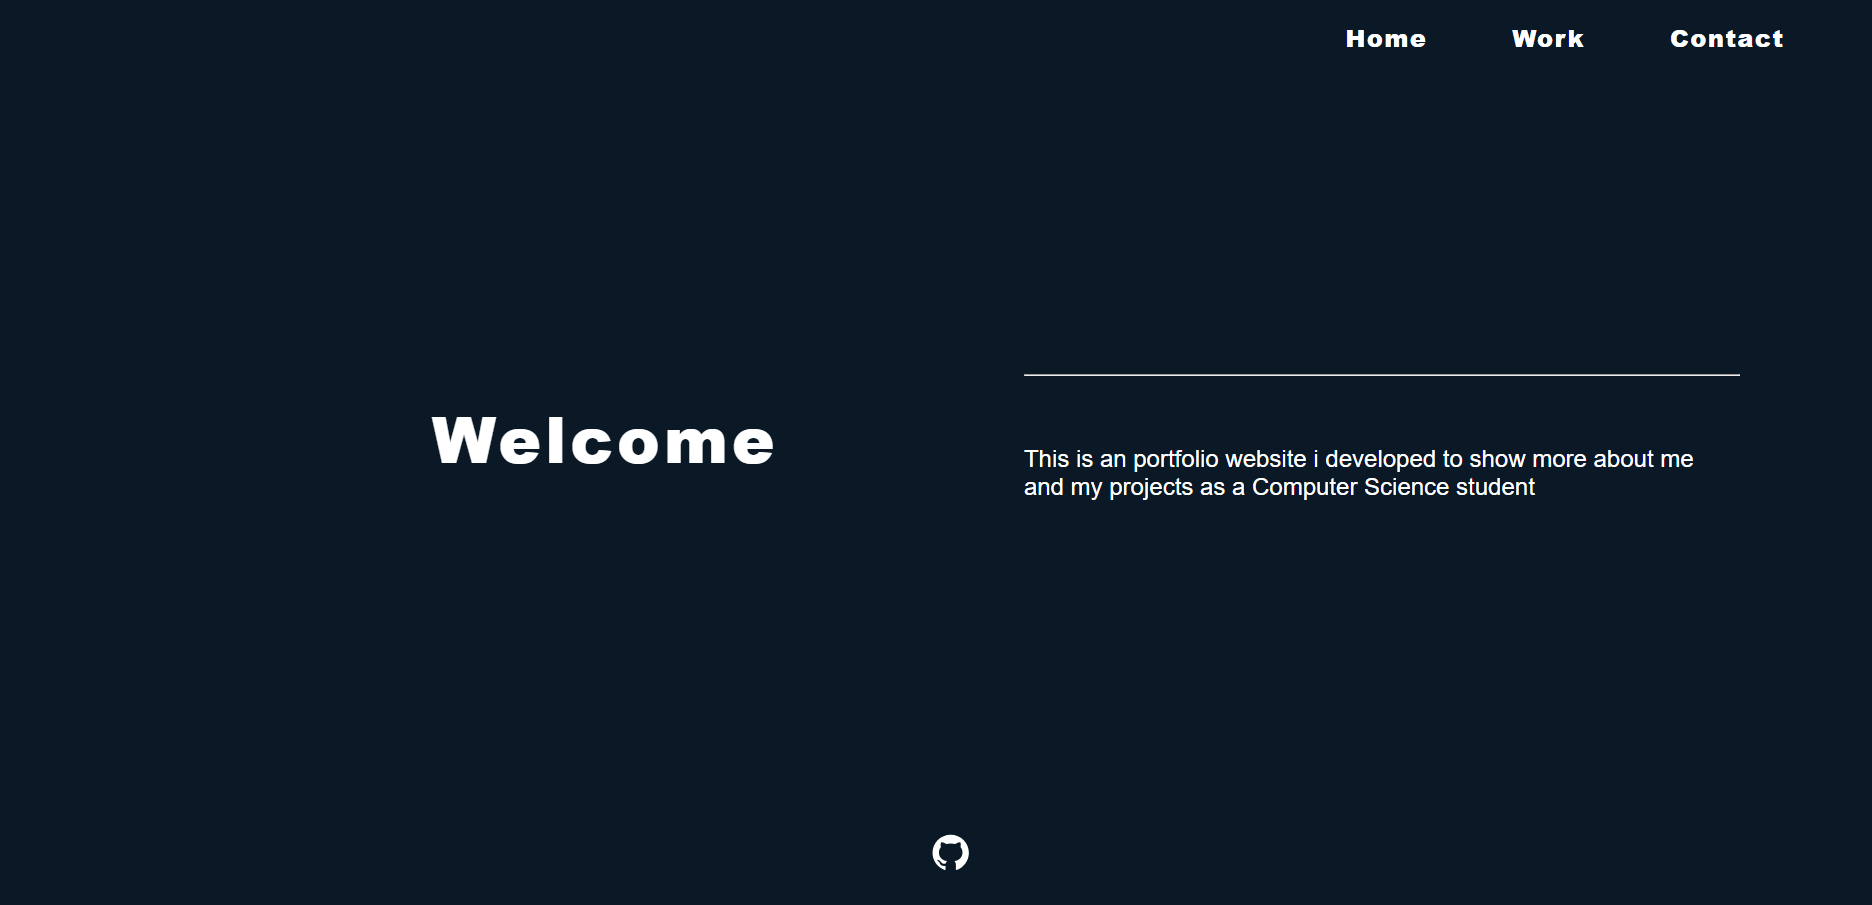 Home Work Contact
Welcome
This is an portfolio website i developed to show more about me
and my projects as a Computer Science student